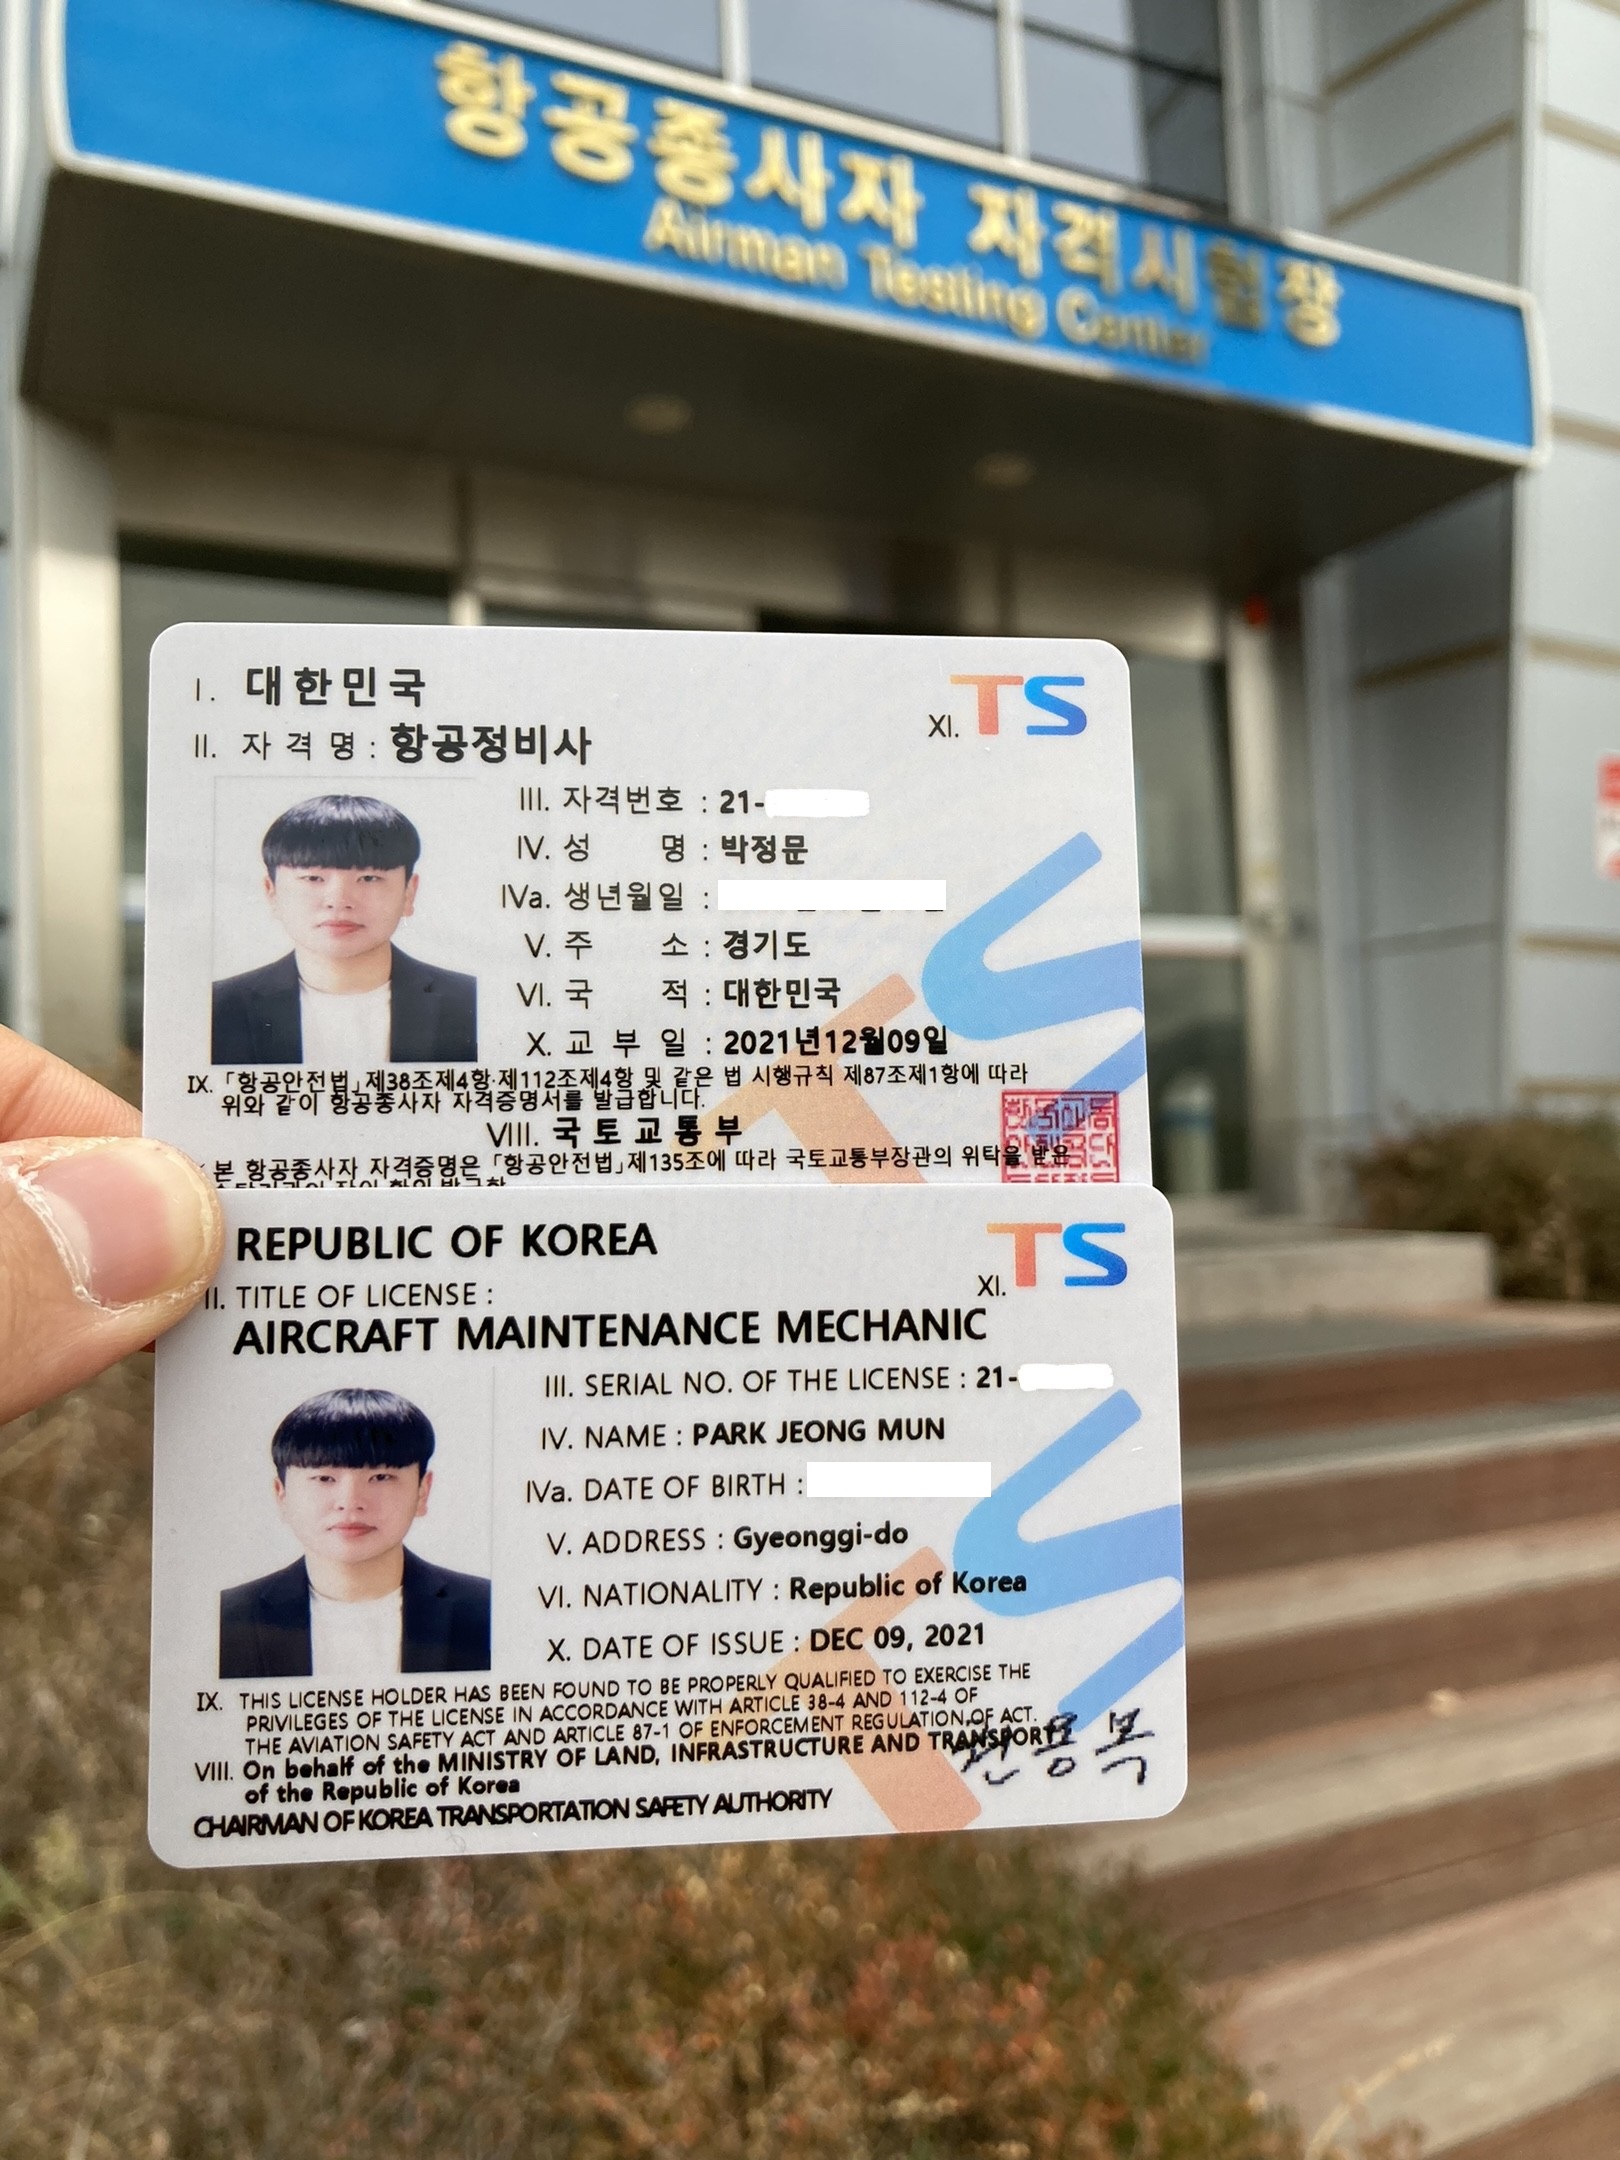 항공종사자 자격시험장
Airman Testing Center
I. 대한민국
XI. TS
II. 자격명 : 항공정비사
III. 자격번호 : 21-
IV. 성 명 : 박정문
IVa. 생년월일 :
V. 주 소 : 경기도
VI. 국 적 : 대한민국
X. 교 부 일 : 2021년12월09일
IX. 「항공안전법」제38조제4항·제112조제4항 및 같은 법 시행규칙 제87조제1항에 따라
위와 같이 항공종사자 자격증명서를 발급합니다.
VIII. 국토교통부
본 항공종사자 자격증명은 「항공안전법」제135조에 따라 국토교통부장관의 위탁을 받은
REPUBLIC OF KOREA
XI. TS
II. TITLE OF LICENSE :
AIRCRAFT MAINTENANCE MECHANIC
III. SERIAL NO. OF THE LICENSE : 21-
IV. NAME : PARK JEONG MUN
IVa. DATE OF BIRTH :
V. ADDRESS : Gyeonggi-do
VI. NATIONALITY : Republic of Korea
X. DATE OF ISSUE : DEC 09, 2021
IX. THIS LICENSE HOLDER HAS BEEN FOUND TO BE PROPERLY QUALIFIED TO EXERCISE THE
PRIVILEGES OF THE LICENSE IN ACCORDANCE WITH ARTICLE 38-4 AND 112-4 OF
THE AVIATION SAFETY ACT AND ARTICLE 87-1 OF ENFORCEMENT REGULATION OF ACT.
VIII. On behalf of the MINISTRY OF LAND, INFRASTRUCTURE AND TRANSPORT
of the Republic of Korea
CHAIRMAN OF KOREA TRANSPORTATION SAFETY AUTHORITY